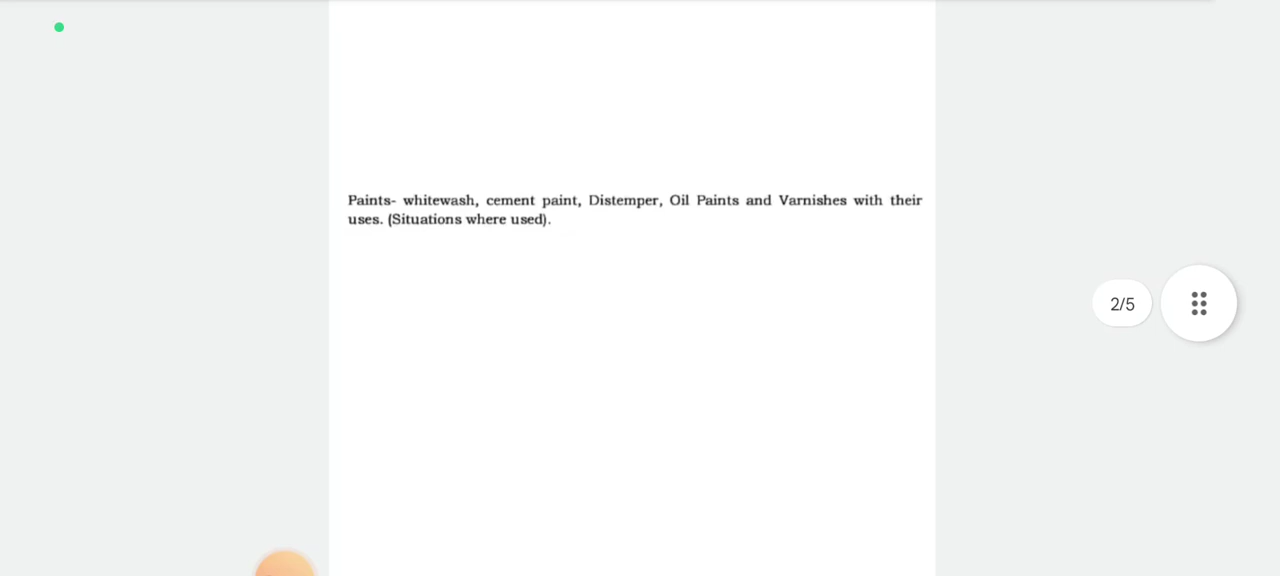 Paints- whitewash, cement paint, Distemper, Oil Paints and Varnishes with their
uses. (Situations where used).
2/5